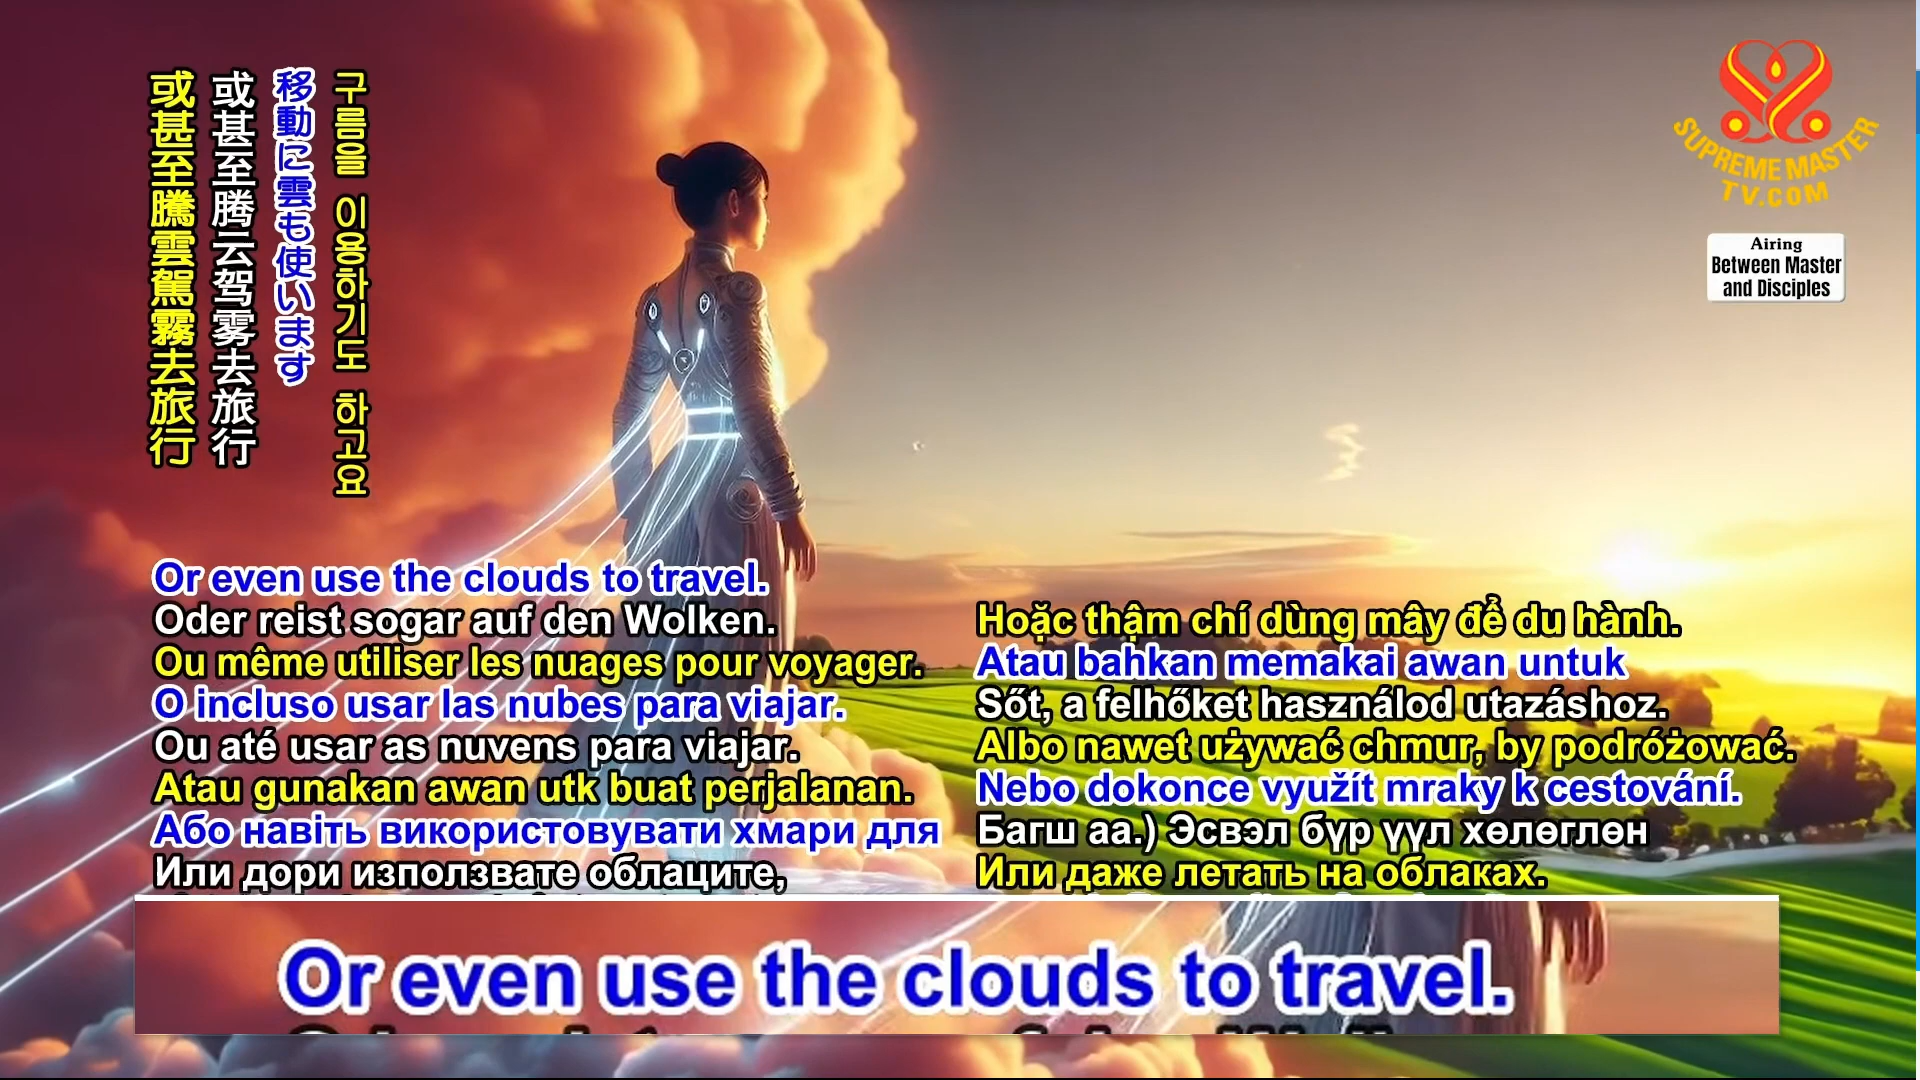 或甚至騰雲駕霧去旅行
或甚至腾云驾雾去旅行
移動に雲も使います
구름을 이용하기도 하고요
SUPREME MASTER
TV.COM
Airing
Between Master
and Disciples
Or even use the clouds to travel.
Oder reist sogar auf den Wolken.
Ou même utiliser les nuages pour voyager.
O incluso usar las nubes para viajar.
Ou até usar as nuvens para viajar.
Atau gunakan awan utk buat perjalanan.
Або навіть використовувати хмари для
Или дори използвате облаците,
Hoặc thậm chí dùng mây để du hành.
Atau bahkan memakai awan untuk
Sőt, a felhőket használod utazáshoz.
Albo nawet używać chmur, by podróżować.
Nebo dokonce využít mraky k cestování.
Багш аа.) Эсвэл бүр үүл хөлөглөн
Или даже летать на облаках.
Or even use the clouds to travel.